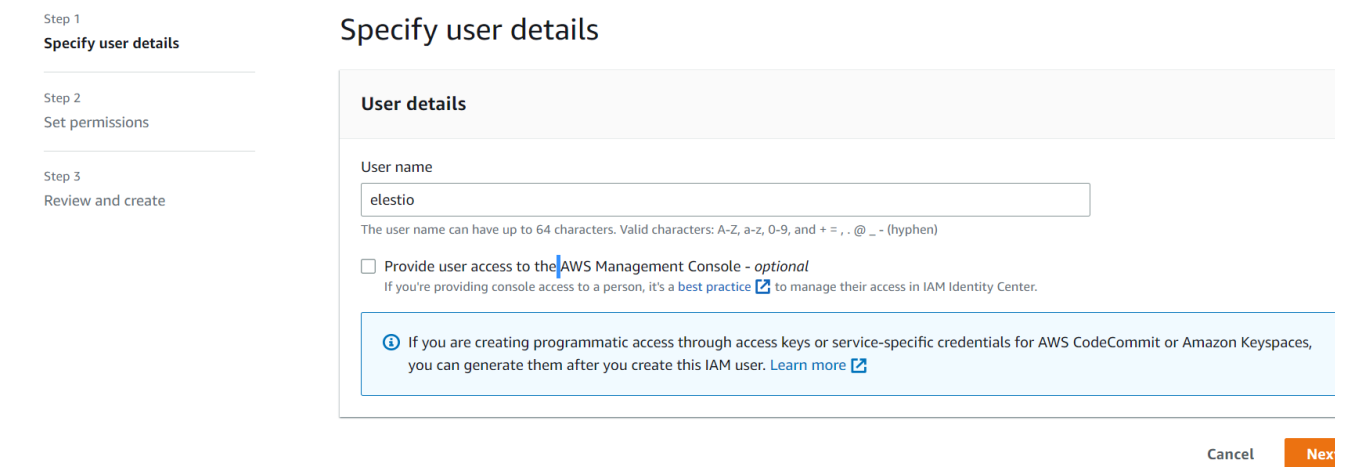 Step 1
Specify user details
Step 2
Set permissions
Step 3
Review and create
Specify user details
User details
User name
elestio
The user name can have up to 64 characters. Valid characters: A-Z, a-z, 0-9, and + = , . @ _ - (hyphen)
Provide user access to the AWS Management Console - optional
If you're providing console access to a person, it's a best practice to manage their access in IAM Identity Center.
If you are creating programmatic access through access keys or service-specific credentials for AWS CodeCommit or Amazon Keyspaces,
you can generate them after you create this IAM user. Learn more
Cancel
Nex